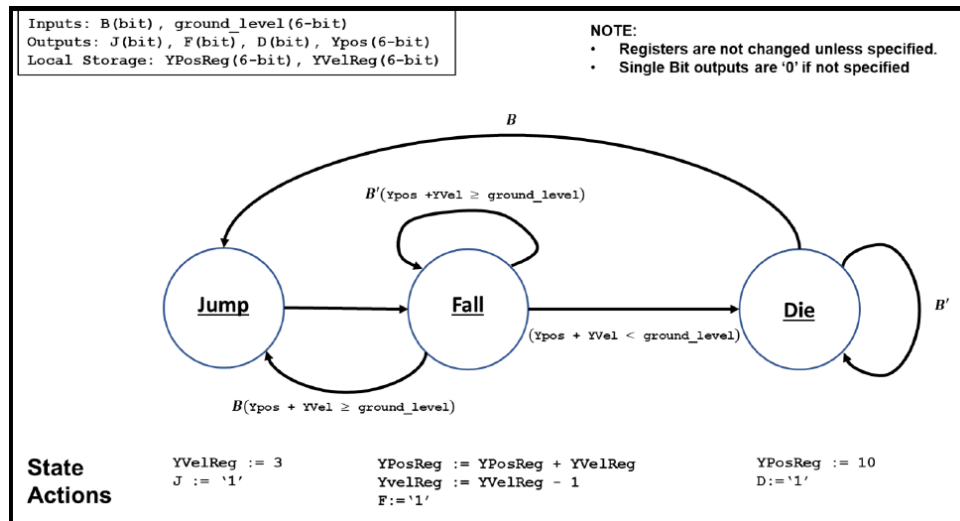 Inputs: B(bit), ground_level(6-bit)
Outputs: J(bit), F(bit), D(bit), Ypos(6-bit)
Local Storage: YPosReg(6-bit), YVelReg(6-bit)
NOTE:
• Registers are not changed unless specified.
• Single Bit outputs are ‘0’ if not specified
B
B'(Ypos +YVel ≥ ground_level)
Jump
Fall
Die
B'
(Ypos + YVel < ground_level)
B(Ypos + YVel ≥ ground_level)
State
Actions
YVelReg := 3
J := ‘1’
YPosReg := YPosReg + YVelReg
YvelReg := YVelReg - 1
F:=‘1’
YPosReg := 10
D:=‘1’